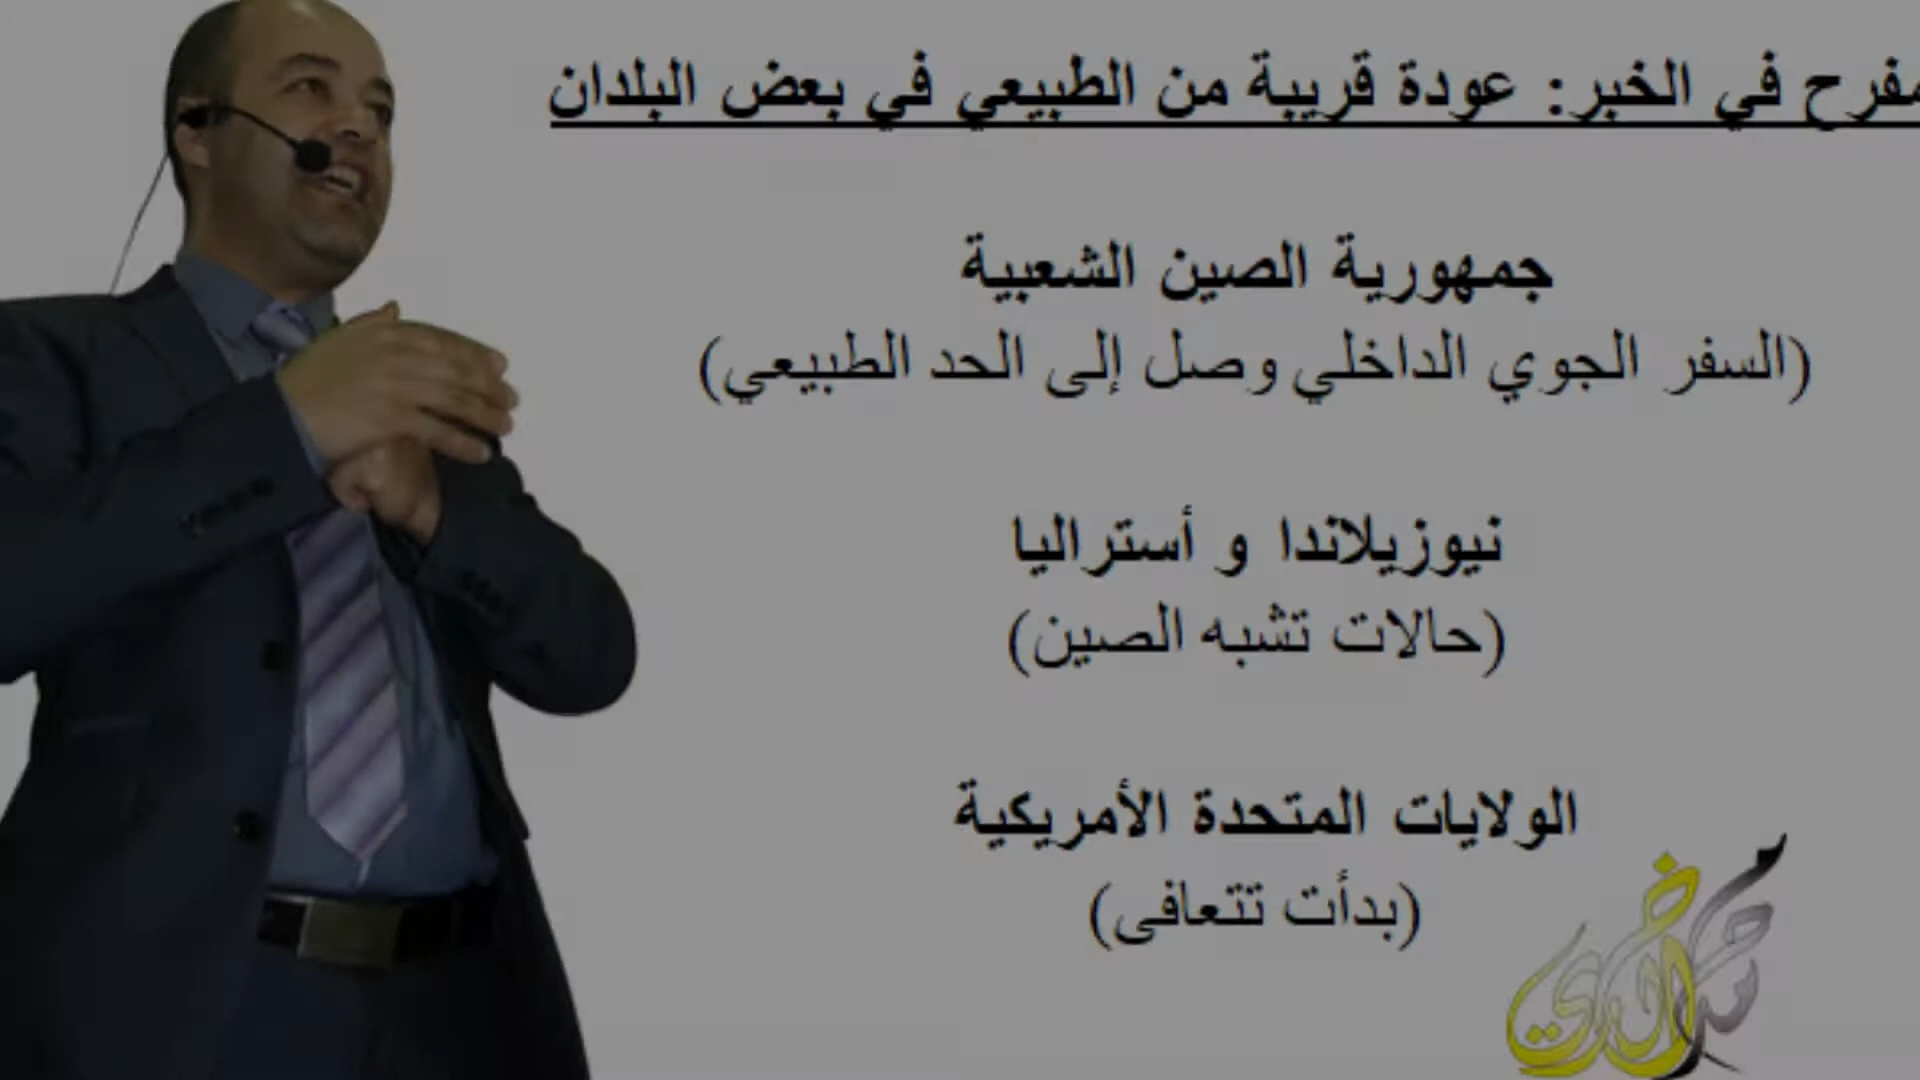 مفرح في الخبر: عودة قريبة من الطبيعي في بعض البلدان
جمهورية الصين الشعبية
(السفر الجوي الداخلي وصل إلى الحد الطبيعي)
نيوزيلاندا و أستراليا
(حالات تشبه الصين)
الولايات المتحدة الأمريكية
(بدأت تتعافى)